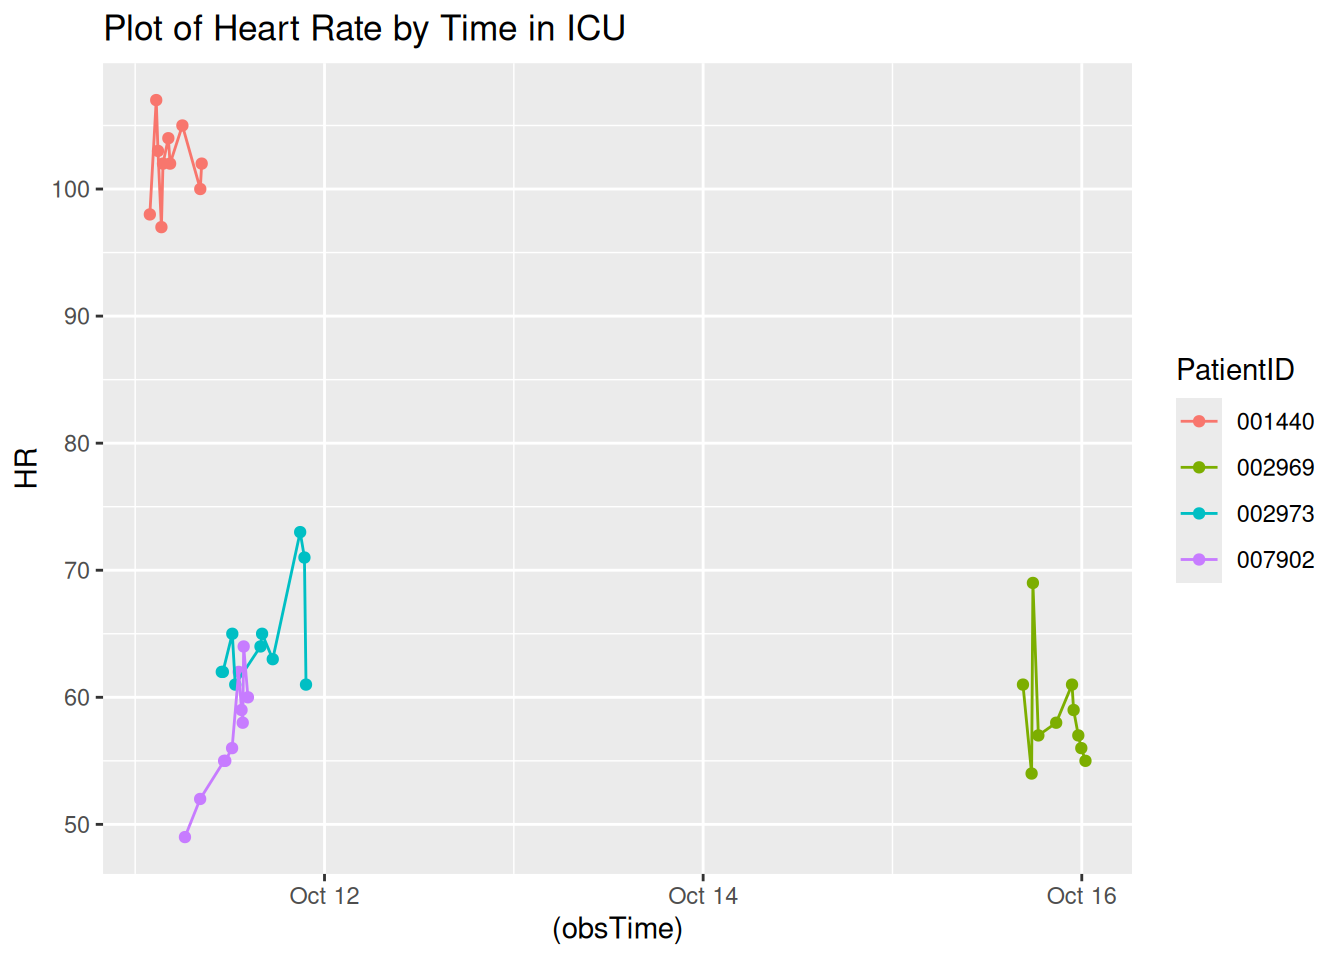 Plot of Heart Rate by Time in ICU
HR
100
90
80
70
60
50
Oct 12
Oct 14
Oct 16
(obsTime)
PatientID
001440
002969
002973
007902